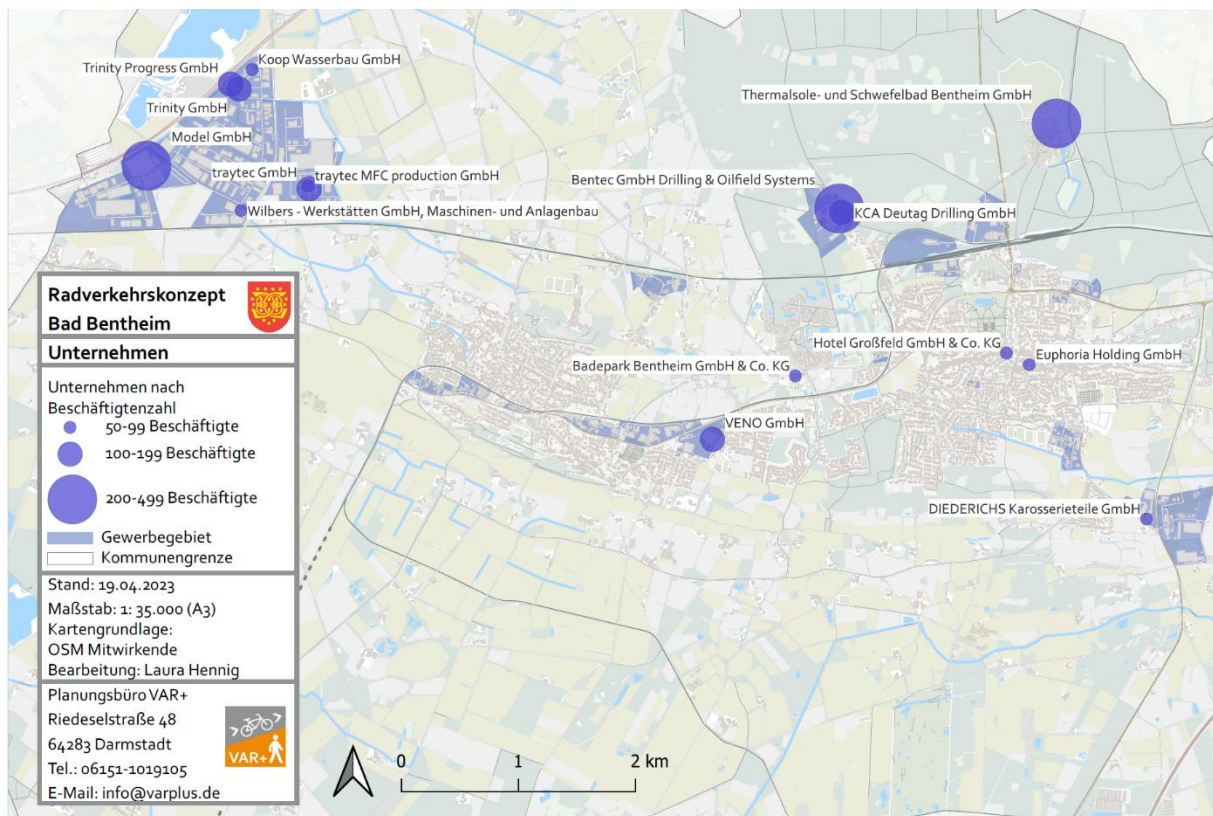 Koop Wasserbau GmbH
Trinity Progress GmbH
Trinity GmbH
Model GmbH
traytec GmbH
traytec MFC production GmbH
Wilbers - Werkstätten GmbH, Maschinen- und Anlagenbau
Thermalsole- und Schwefelbad Bentheim GmbH
Bentec GmbH Drilling & Oilfield Systems
KCA Deutag Drilling GmbH
Hotel Großfeld GmbH & Co. KG
Euphoria Holding GmbH
Badepark Bentheim GmbH & Co. KG
VENO GmbH
DIEDERICHS Karosserieteile GmbH
Radverkehrskonzept
Bad Bentheim
Unternehmen
Unternehmen nach
Beschäftigtenzahl
50-99 Beschäftigte
100-199 Beschäftigte
200-499 Beschäftigte
Gewerbegebiet
Kommunengrenze
Stand: 19.04.2023
Maßstab: 1: 35.000 (A3)
Kartengrundlage:
OSM Mitwirkende
Bearbeitung: Laura Hennig
Planungsbüro VAR+
Riedeselstraße 48
64283 Darmstadt
Tel.: 06151-1019105
E-Mail: info@varplus.de
VAR+
0 1 2 km